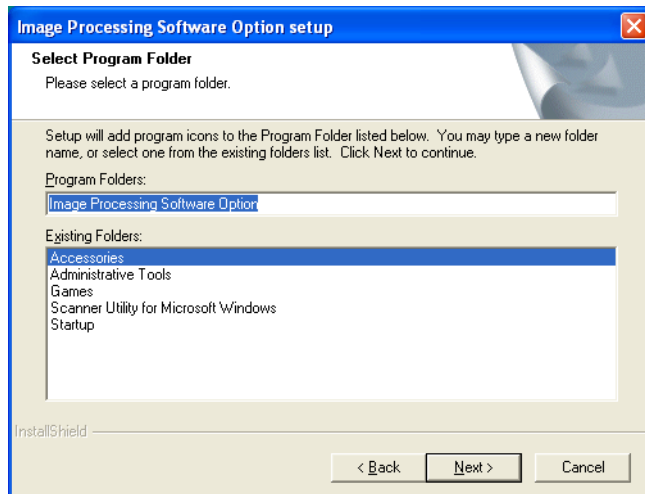 Image Processing Software Option setup
Select Program Folder
Please select a program folder.
Setup will add program icons to the Program Folder listed below. You may type a new folder
name, or select one from the existing folders list. Click Next to continue.
Program Folders:
Image Processing Software Option
Existing Folders:
Accessories
Administrative Tools
Games
Scanner Utility for Microsoft Windows
Startup
InstallShield
< Back Next > Cancel